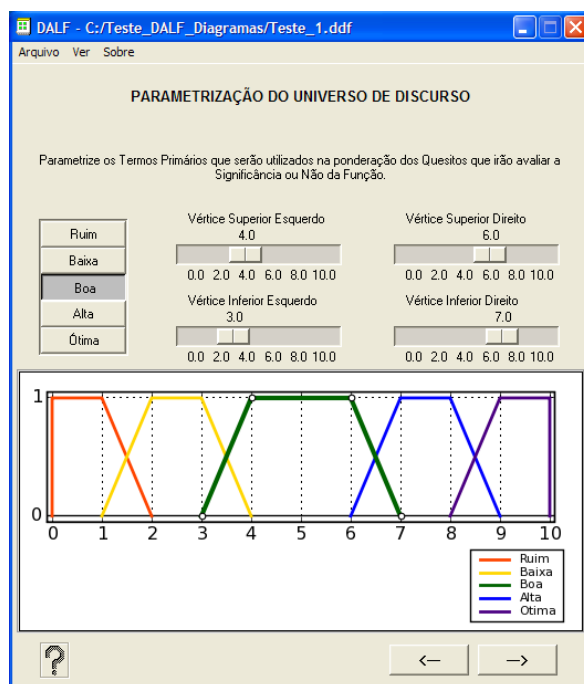 DALF - C:/Teste_DALF_Diagramas/Teste_1.ddf
Arquivo Ver Sobre
PARAMETRIZAÇÃO DO UNIVERSO DE DISCURSO
Parametrize os Termos Primários que serão utilizados na ponderação dos Quesitos que irão avaliar a
Significância ou Não da Função.
Ruim
Baixa
Boa
Alta
Ótima
Vértice Superior Esquerdo
4.0
0.0 2.0 4.0 6.0 8.0 10.0
Vértice Superior Direito
6.0
0.0 2.0 4.0 6.0 8.0 10.0
Vértice Inferior Esquerdo
3.0
0.0 2.0 4.0 6.0 8.0 10.0
Vértice Inferior Direito
7.0
0.0 2.0 4.0 6.0 8.0 10.0
1
0
0 1 2 3 4 5 6 7 8 9 10
Ruim
Baixa
Boa
Alta
Otima
?
<-- -->